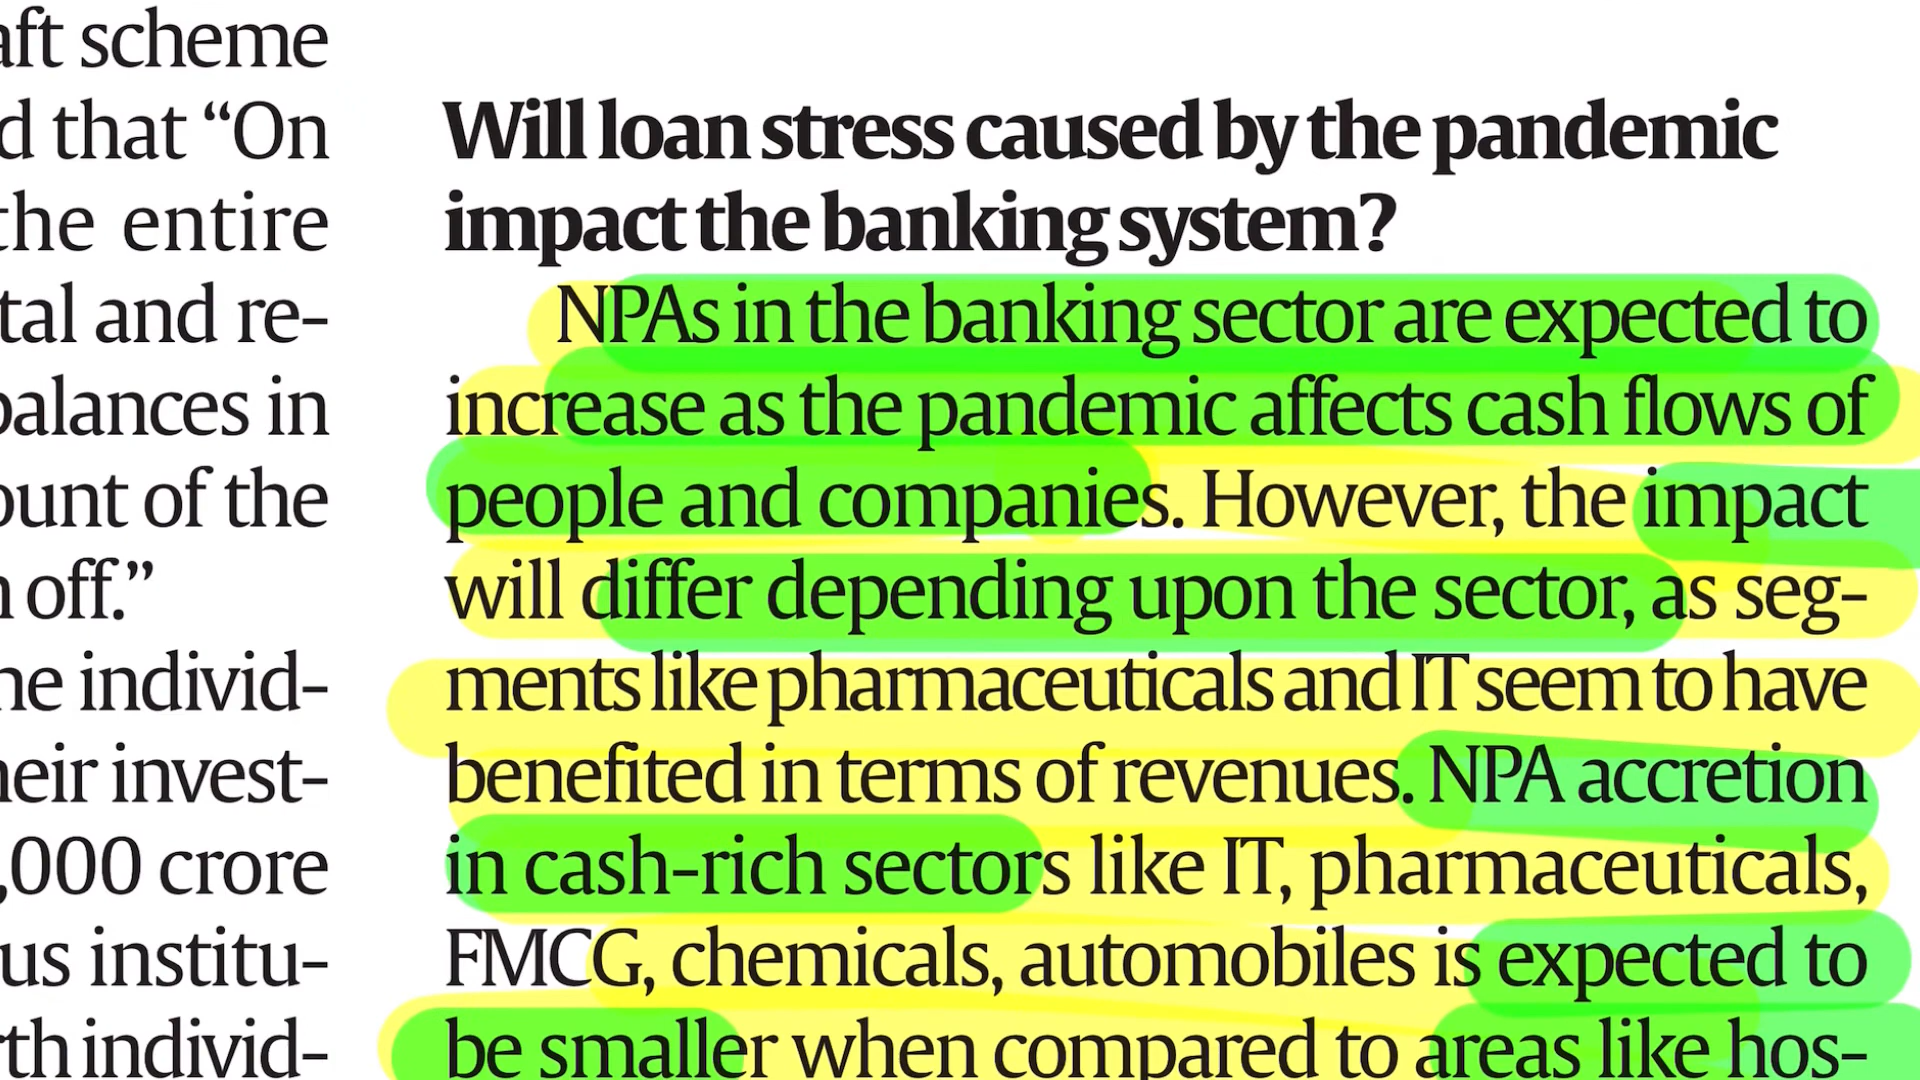 aft scheme
d that “On
the entire
tal and re-
balances in
ount of the
n off.”
ne individ-
heir invest-
,000 crore
us institu-
rth individ-
Will loan stress caused by the pandemic
impact the banking system?
NPAs in the banking sector are expected to
increase as the pandemic affects cash flows of
people and companies. However, the impact
will differ depending upon the sector, as seg-
ments like pharmaceuticals and IT seem to have
benefited in terms of revenues. NPA accretion
in cash-rich sectors like IT, pharmaceuticals,
FMCG, chemicals, automobiles is expected to
be smaller when compared to areas like hos-